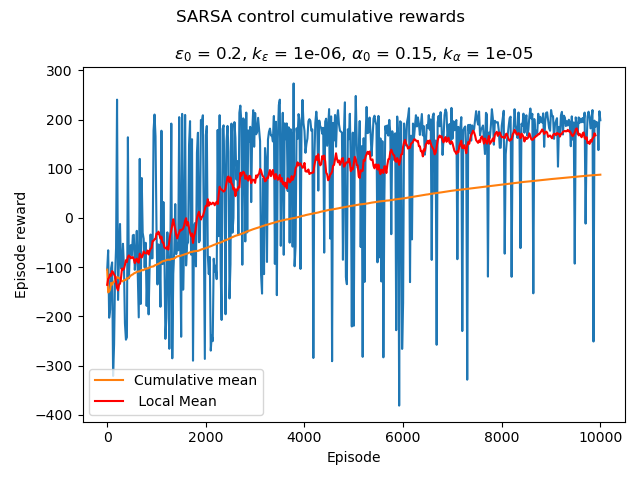 SARSA control cumulative rewards
ε₀ = 0.2, kε = 1e-06, α₀ = 0.15, kα = 1e-05
300
200
100
0
−100
−200
−300
−400
Episode reward
Cumulative mean
Local Mean
0 2000 4000 6000 8000 10000
Episode